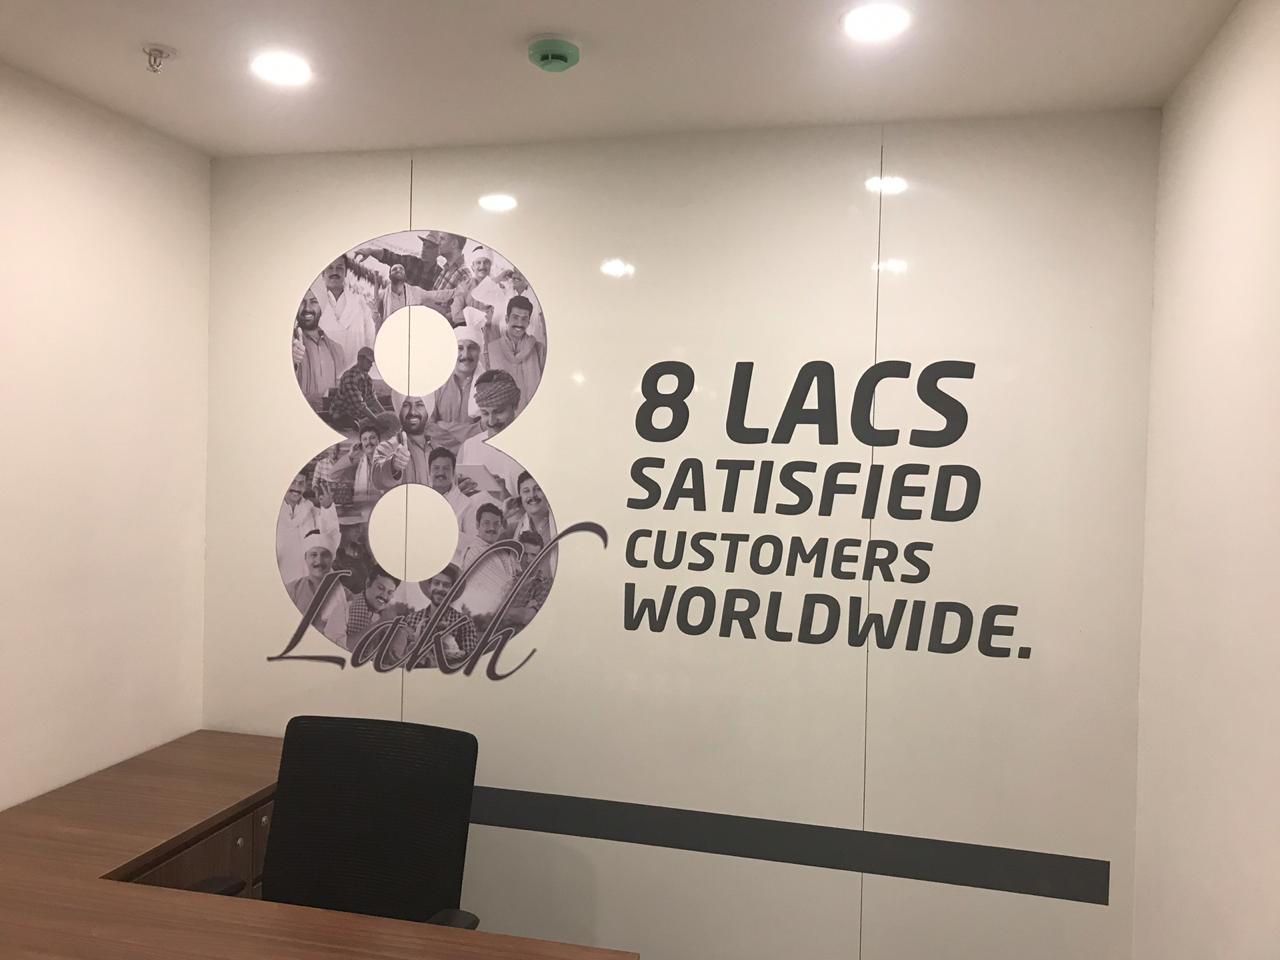 8
Lakh
8 LACS
SATISFIED
CUSTOMERS
WORLDWIDE.